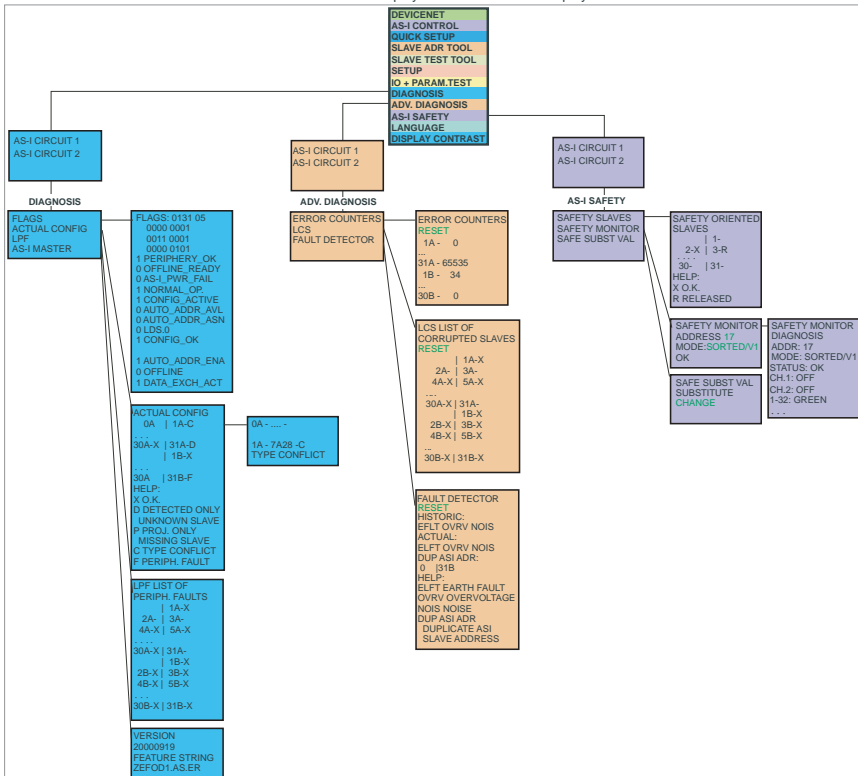 DEVICENET
AS-I CONTROL
QUICK SETUP
SLAVE ADR TOOL
SLAVE TEST TOOL
SETUP
IO + PARAM.TEST
DIAGNOSIS
ADV. DIAGNOSIS
AS-I SAFETY
LANGUAGE
DISPLAY CONTRAST
AS-I CIRCUIT 1
AS-I CIRCUIT 2
DIAGNOSIS
FLAGS
ACTUAL CONFIG
LPF
AS-I MASTER
FLAGS: 0131 05
0000 0001
0011 0001
0000 0101
1 PERIPHERY_OK
0 OFFLINE_READY
0 AS-I_PWR_FAIL
1 NORMAL_OP.
1 CONFIG_ACTIVE
0 AUTO_ADDR_AVL
0 AUTO_ADDR_ASN
0 LDS.0
1 CONFIG_OK
1 AUTO_ADDR_ENA
0 OFFLINE
1 DATA_EXCH_ACT
ACTUAL CONFIG
0A | 1A-C
. . .
30A-X | 31A-D
| 1B-X
. . .
30A |31B-F
HELP:
X O.K.
D DETECTED ONLY
UNKNOWN SLAVE
P PROJ. ONLY
MISSING SLAVE
C TYPE CONFLICT
F PERIPH. FAULT
0A - .... -
1A - 7A28 -C
TYPE CONFLICT
LPF LIST OF
PERIPH. FAULTS
| 1A-X
2A- | 3A-
4A-X | 5A-X
. . . .
30A-X | 31A-
| 1B-X
2B-X | 3B-X
4B-X | 5B-X
. . .
30B-X | 31B-X
VERSION
20000919
FEATURE STRING
ZEFOD1.AS.ER
AS-I CIRCUIT 1
AS-I CIRCUIT 2
ADV. DIAGNOSIS
ERROR COUNTERS
LCS
FAULT DETECTOR
ERROR COUNTERS
RESET
1A - 0
...
31A - 65535
1B - 34
...
30B - 0
LCS LIST OF
CORRUPTED SLAVES
RESET
| 1A-X
2A- | 3A-
4A-X | 5A-X
....
30A-X | 31A-
| 1B-X
2B-X | 3B-X
4B-X | 5B-X
...
30B-X | 31B-X
FAULT DETECTOR
RESET
HISTORIC:
EFLT OVRV NOIS
ACTUAL:
ELFT OVRV NOIS
DUP ASI ADR:
0 |31B
HELP:
ELFT EARTH FAULT
OVRV OVERVOLTAGE
NOIS NOISE
DUP ASI ADR
DUPLICATE ASI
SLAVE ADDRESS
AS-I CIRCUIT 1
AS-I CIRCUIT 2
AS-I SAFETY
SAFETY SLAVES
SAFETY MONITOR
SAFE SUBST VAL
SAFETY ORIENTED
SLAVES
| 1-
2-X | 3-R
. . . .
30- |31-
HELP:
X O.K.
R RELEASED
SAFETY MONITOR
ADDRESS 17
MODE:SORTED/V1
OK
SAFETY MONITOR
DIAGNOSIS
ADDR: 17
MODE: SORTED/V1
STATUS: OK
CH.1: OFF
CH.2: OFF
1-32: GREEN
. . .
SAFE SUBST VAL
SUBSTITUTE
CHANGE